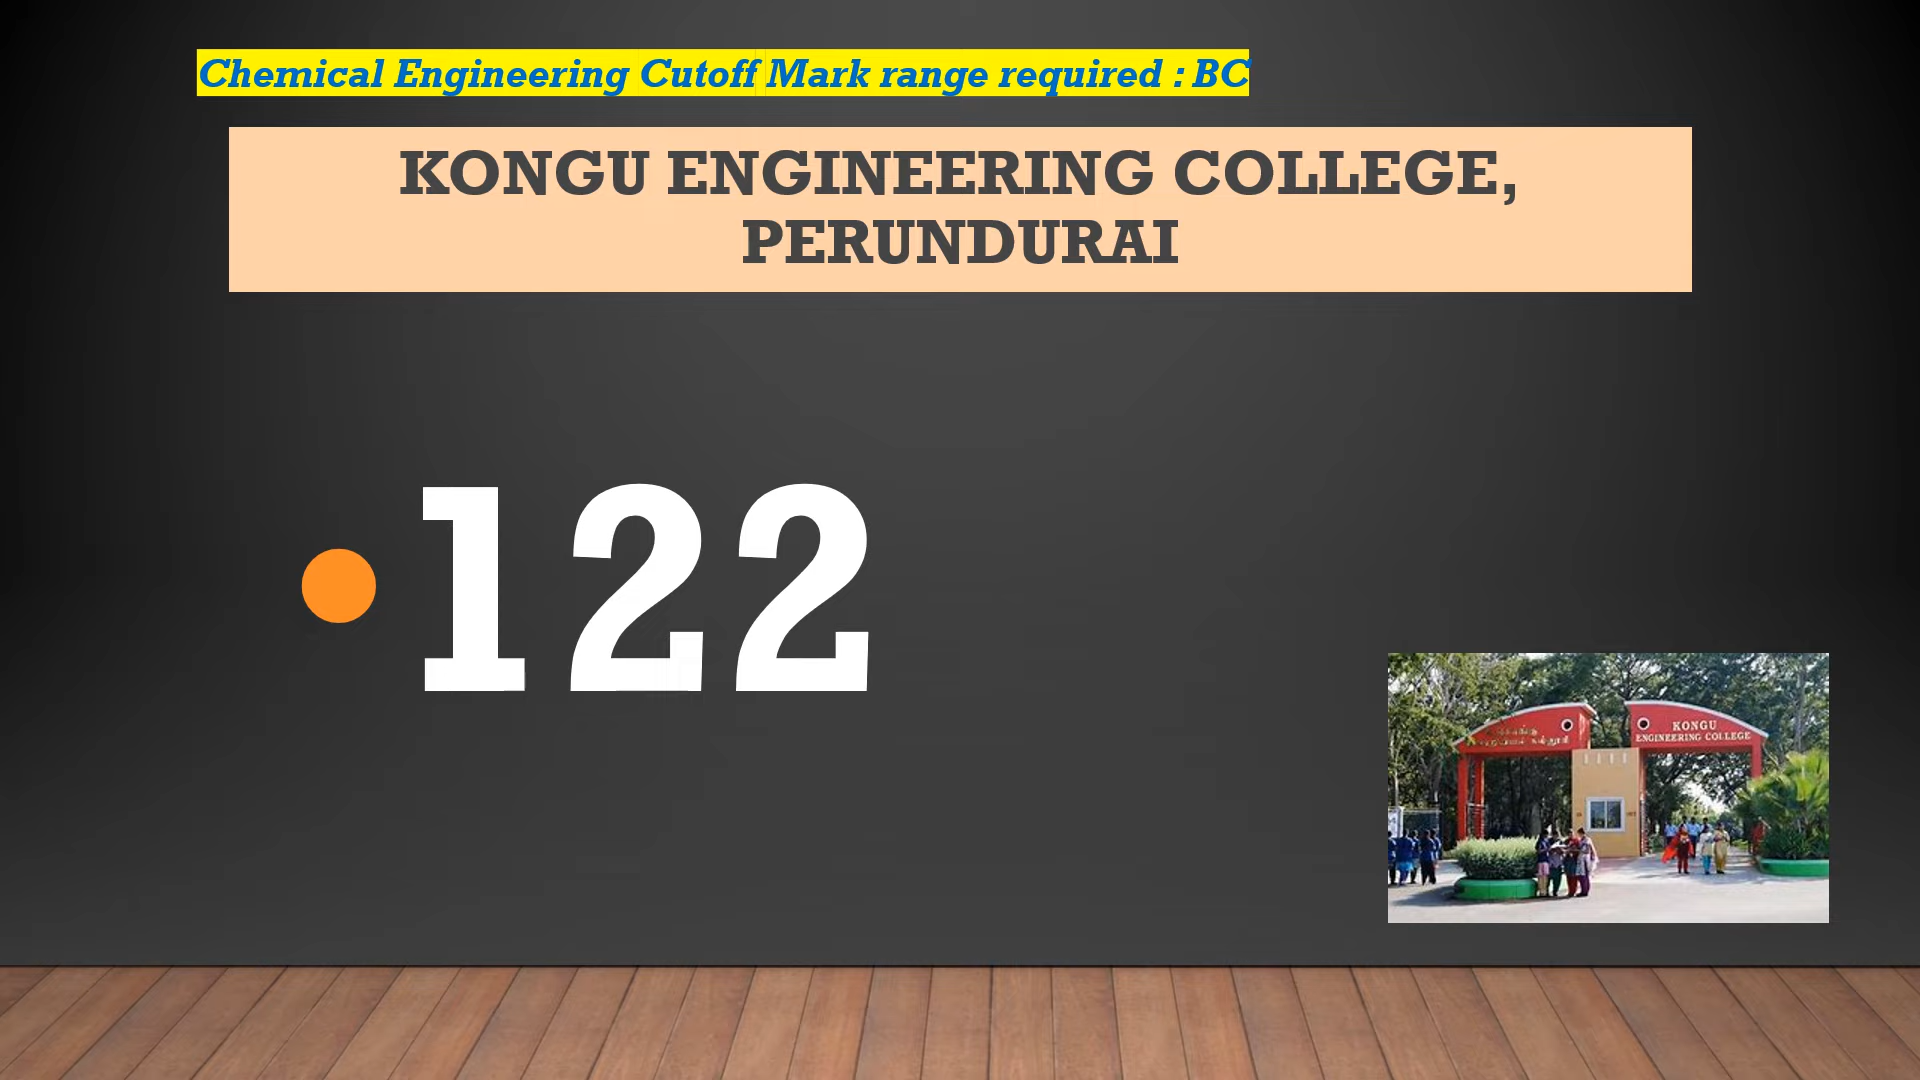 Chemical Engineering Cutoff Mark range required : BC
KONGU ENGINEERING COLLEGE,
PERUNDURAI
122
KONGU
ENGINEERING COLLEGE